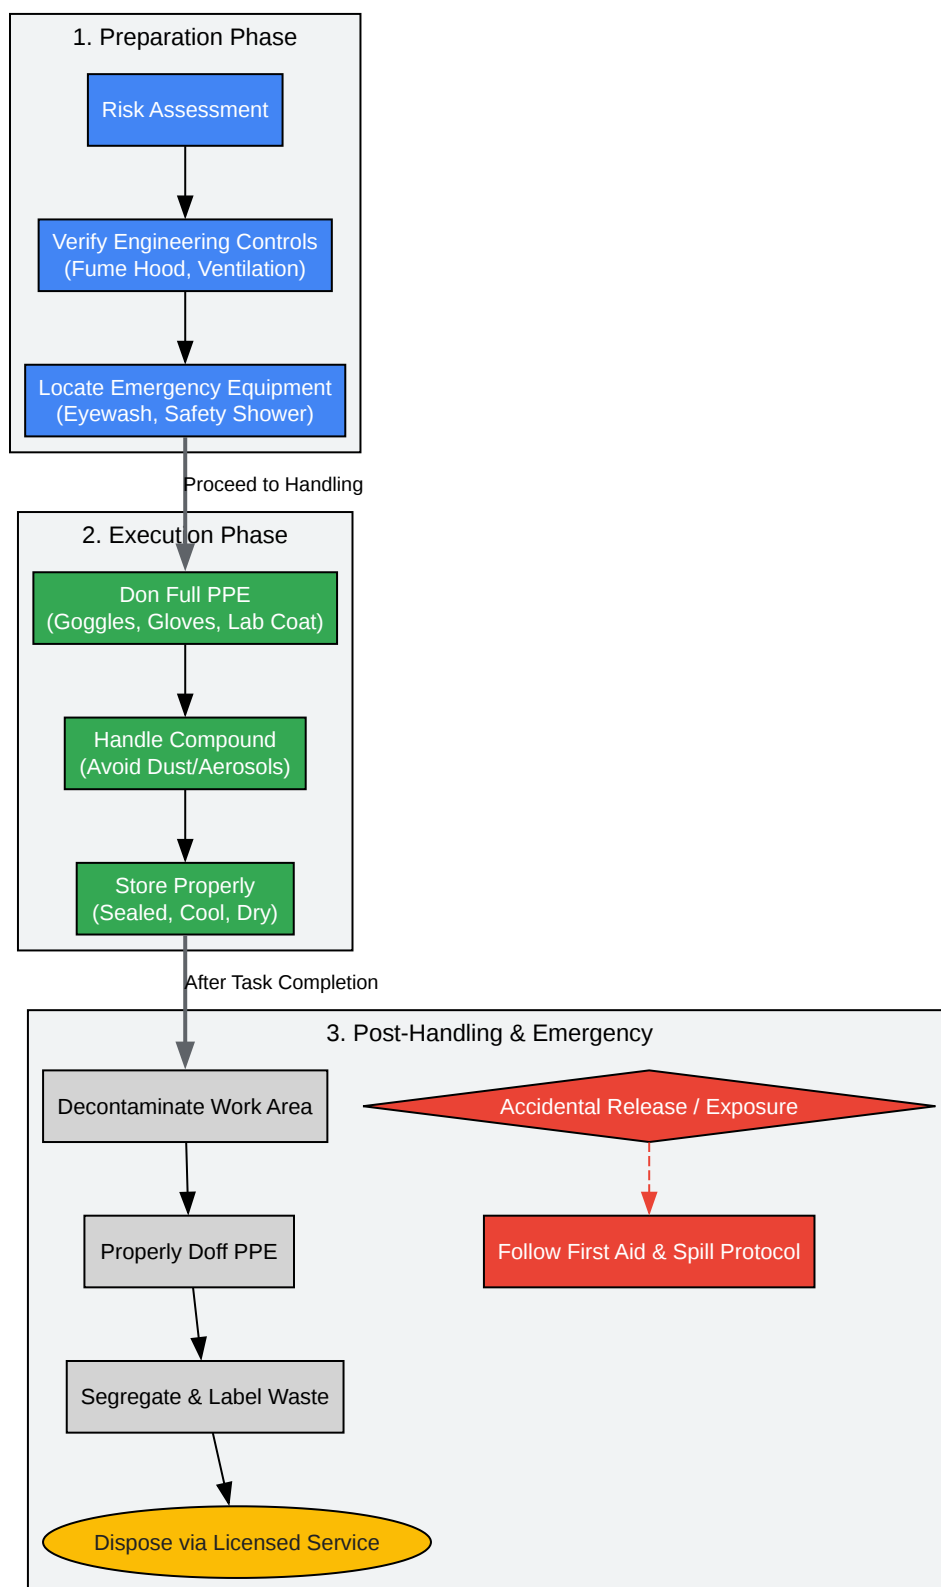 1. Preparation Phase
Risk Assessment
Verify Engineering Controls
(Fume Hood, Ventilation)
Locate Emergency Equipment
(Eyewash, Safety Shower)
Proceed to Handling
2. Execution Phase
Don Full PPE
(Goggles, Gloves, Lab Coat)
Handle Compound
(Avoid Dust/Aerosols)
Store Properly
(Sealed, Cool, Dry)
After Task Completion
3. Post-Handling & Emergency
Decontaminate Work Area
Accidental Release / Exposure
Properly Doff PPE
Follow First Aid & Spill Protocol
Segregate & Label Waste
Dispose via Licensed Service